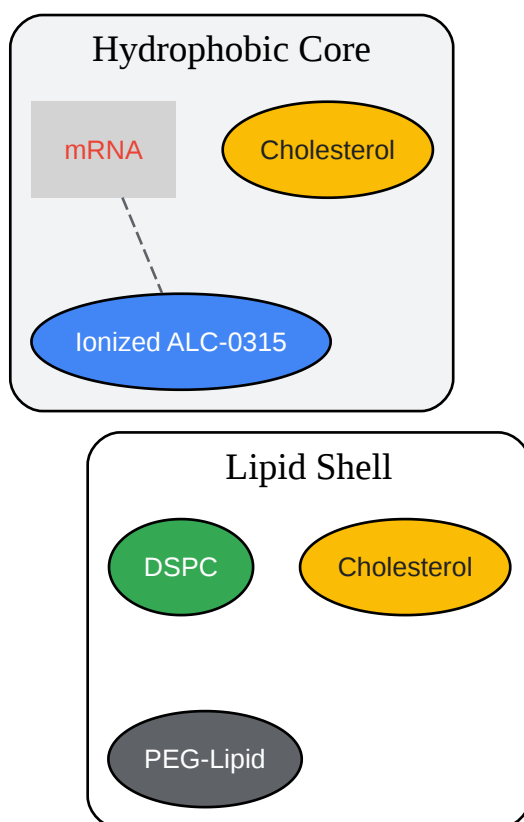 Hydrophobic Core
mRNA
Cholesterol
Ionized ALC-0315
Lipid Shell
DSPC
Cholesterol
PEG-Lipid